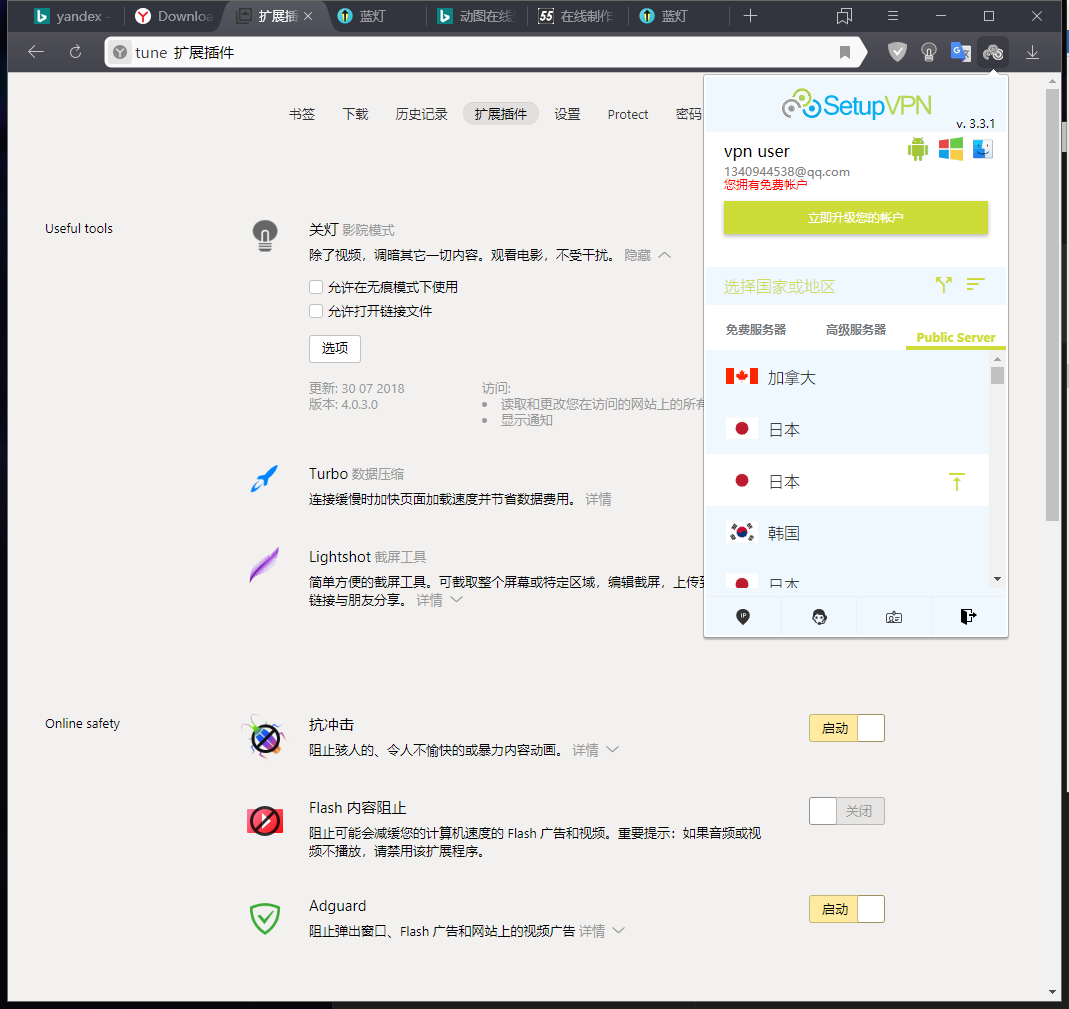 yandex
Downloa
扩展插
蓝灯
动图在线
55
在线制作
蓝灯
tune 扩展插件
书签
下载
历史记录
扩展插件
设置
Protect
密码
SetupVPN
v. 3.3.1
vpn user
1340944538@qq.com
您拥有免费帐户
立即升级您的帐户
选择国家或地区
免费服务器
高级服务器
Public Server
加拿大
日本
日本
韩国
日本
IP
Useful tools
关灯 影院模式
除了视频，调暗其它一切内容。观看电影，不受干扰。 隐藏
允许在无痕模式下使用
允许打开链接文件
选项
更新: 30 07 2018
版本: 4.0.3.0
访问:
读取和更改您在访问的网站上的所有
显示通知
Turbo 数据压缩
连接缓慢时加快页面加载速度并节省数据费用。 详情
Lightshot 截屏工具
简单方便的截屏工具。可截取整个屏幕或特定区域，编辑截屏，上传到
链接与朋友分享。 详情
Online safety
抗冲击
阻止骇人的、令人不愉快的或暴力内容动画。 详情
启动
Flash 内容阻止
阻止可能会减缓您的计算机速度的 Flash 广告和视频。重要提示：如果音频或视
频不播放，请禁用该扩展程序。
关闭
Adguard
阻止弹出窗口、Flash 广告和网站上的视频广告 详情
启动